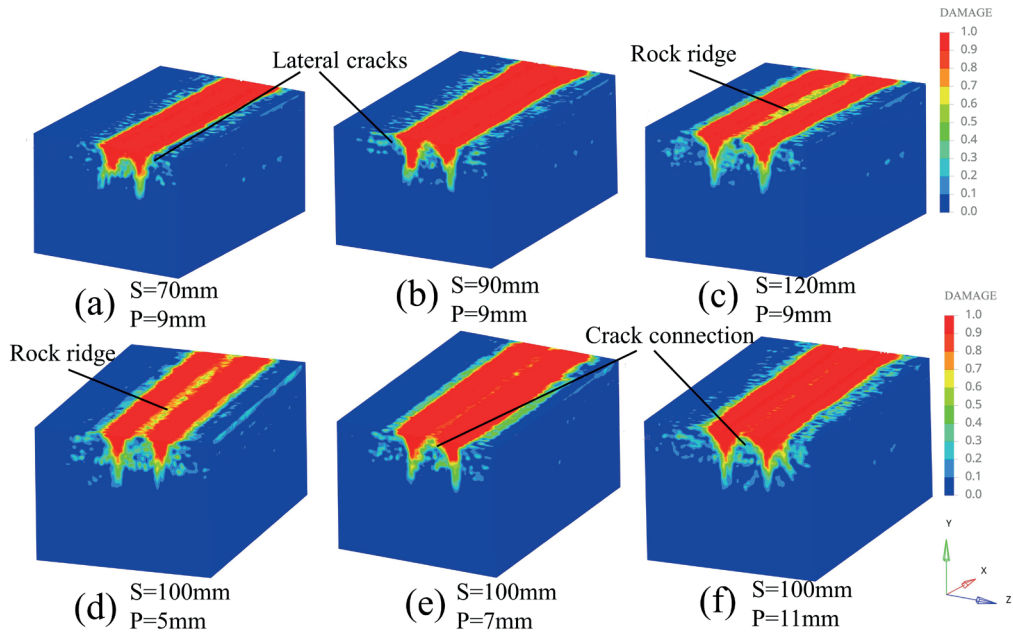 DAMAGE
1.0
0.9
0.8
0.7
0.6
0.5
0.4
0.3
0.2
0.1
0.0
Lateral cracks
Rock ridge
(a) S=70mm
P=9mm
(b) S=90mm
P=9mm
(c) S=120mm
P=9mm
DAMAGE
1.0
0.9
0.8
0.7
0.6
0.5
0.4
0.3
0.2
0.1
0.0
Rock ridge
Crack connection
(d) S=100mm
P=5mm
(e) S=100mm
P=7mm
(f) S=100mm
P=11mm
Y
X
Z